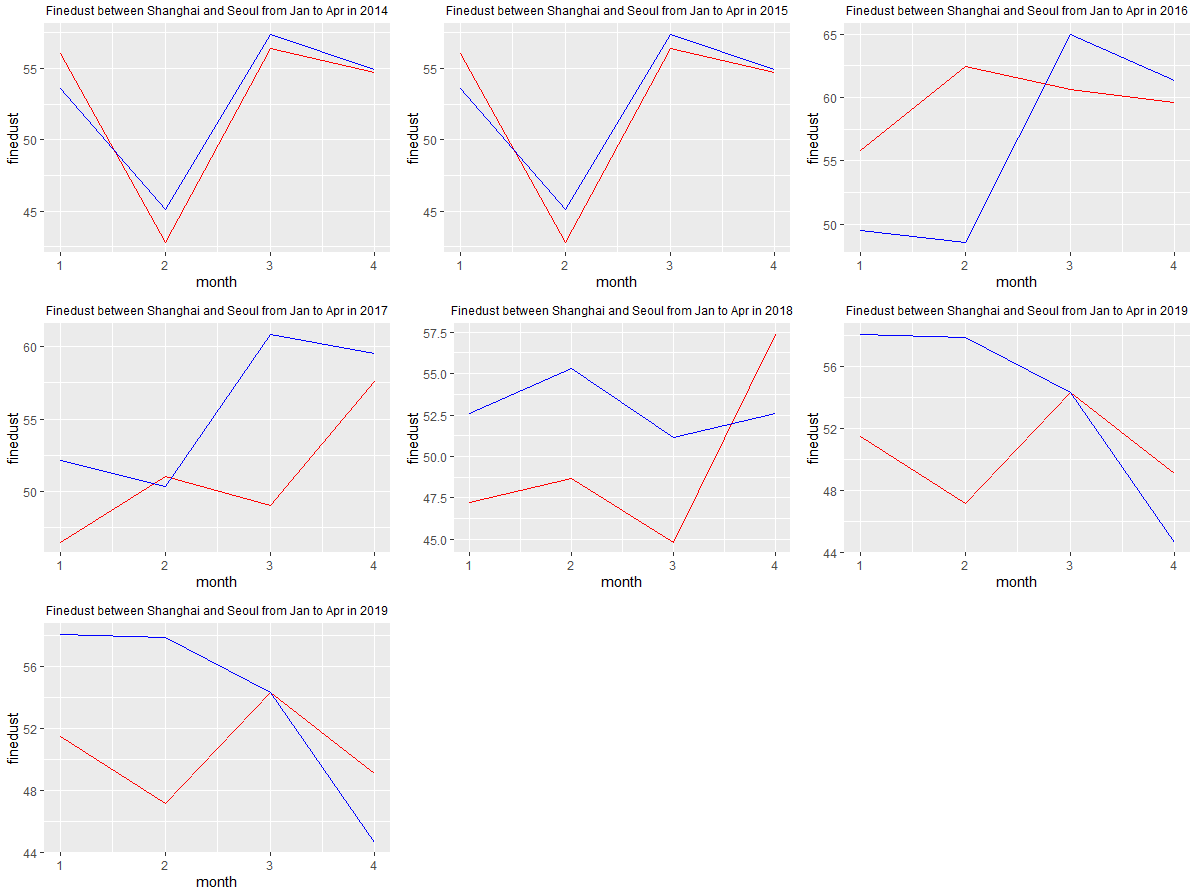 Finedust between Shanghai and Seoul from Jan to Apr in 2014
finedust
55
50
45
1 2 3 4
month
Finedust between Shanghai and Seoul from Jan to Apr in 2015
finedust
55
50
45
1 2 3 4
month
Finedust between Shanghai and Seoul from Jan to Apr in 2016
finedust
65
60
55
50
1 2 3 4
month
Finedust between Shanghai and Seoul from Jan to Apr in 2017
finedust
60
55
50
1 2 3 4
month
Finedust between Shanghai and Seoul from Jan to Apr in 2018
finedust
57.5
55.0
52.5
50.0
47.5
45.0
1 2 3 4
month
Finedust between Shanghai and Seoul from Jan to Apr in 2019
finedust
56
52
48
44
1 2 3 4
month
Finedust between Shanghai and Seoul from Jan to Apr in 2019
finedust
56
52
48
44
1 2 3 4
month